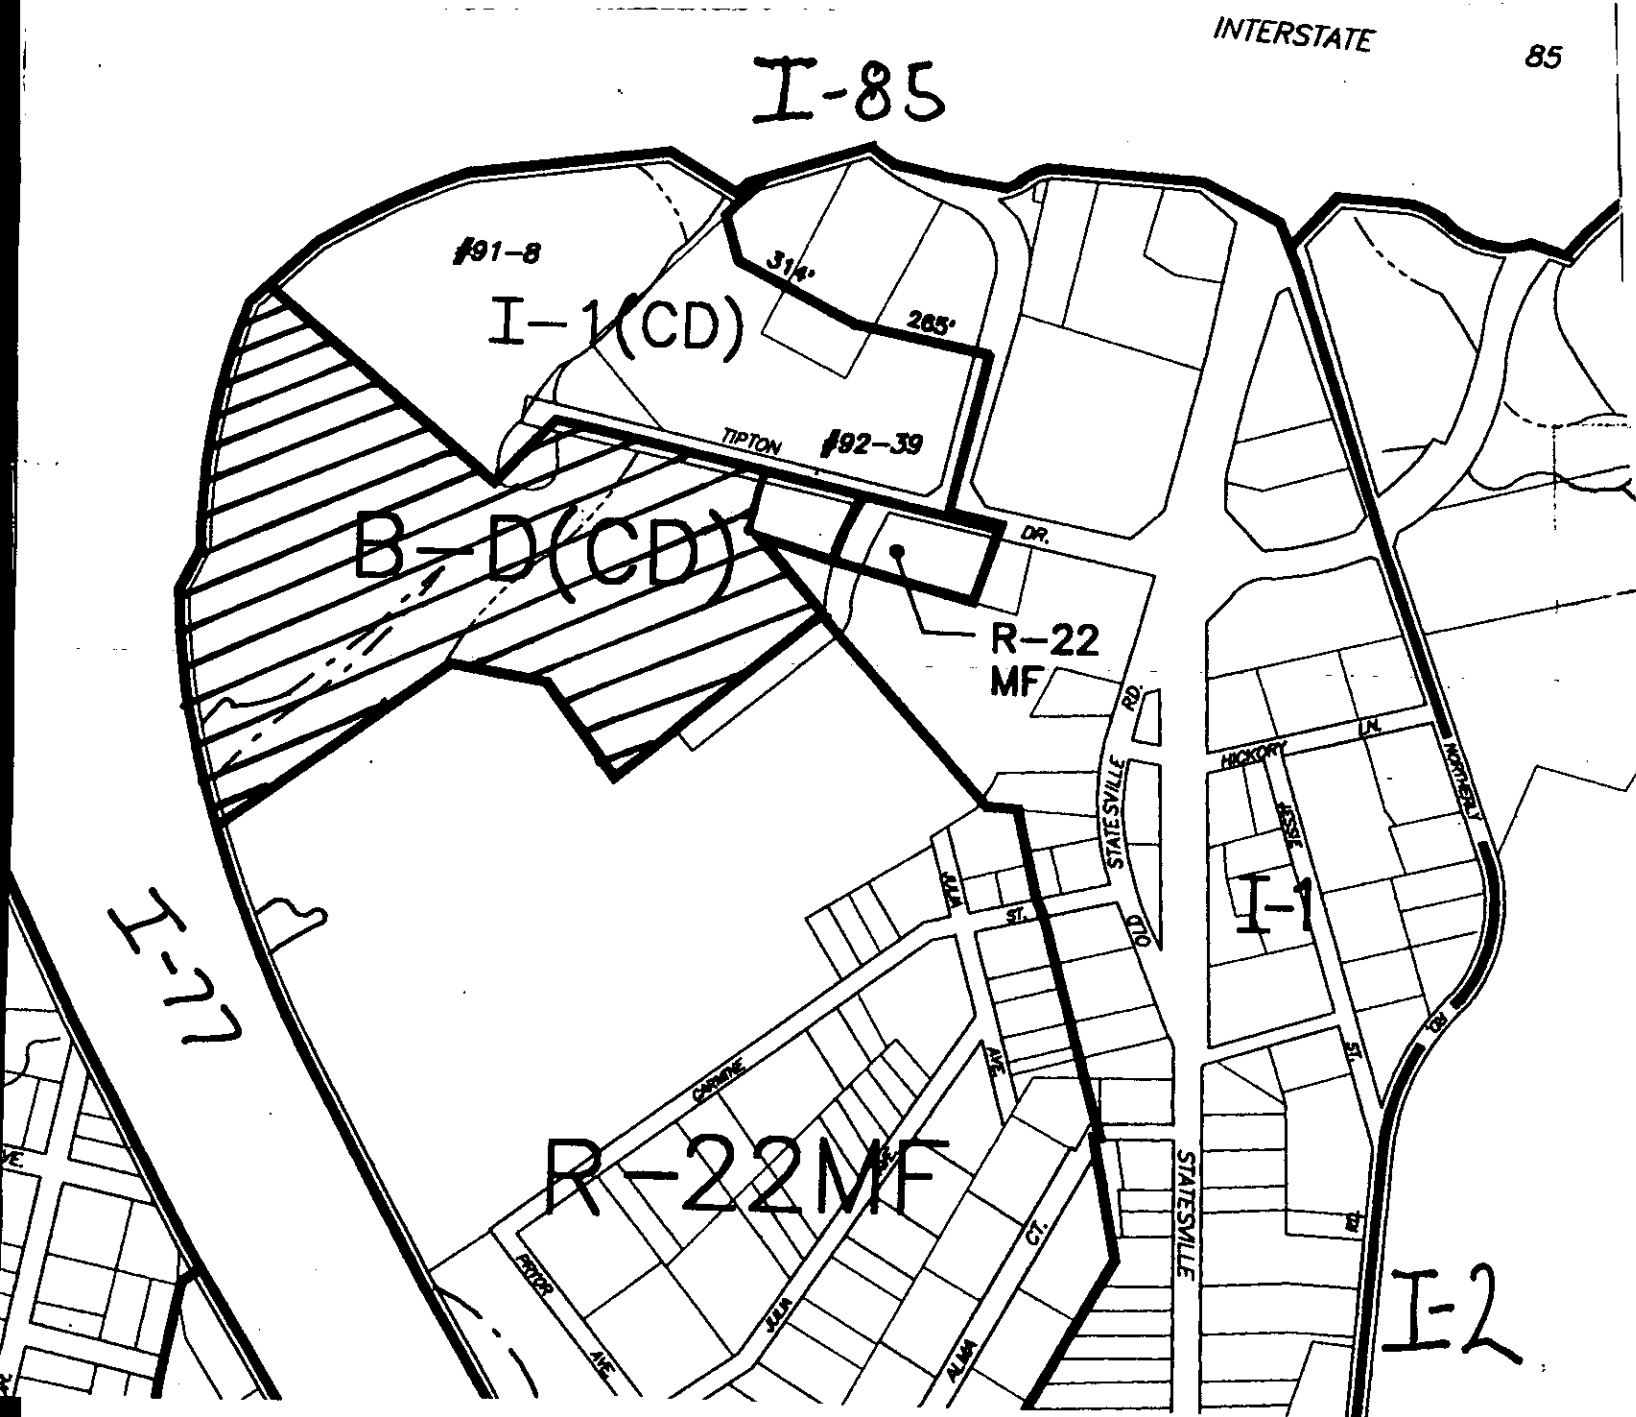 INTERSTATE 85
I-85
#91-8
I-1(CD)
314'
265'
TIPTON
#92-39
DR.
B-D(CD)
R-22
MF
RD.
STATESVILLE
OLD
HICKORY
LN.
NORTHERLY
JESSIE
I-1
JULIA
ST.
I-77
RD.
ST.
AVE.
CARMINE
R-22MF
STATESVILLE
CT.
PRYOR
AVE.
JULIA
ALMA
I-2